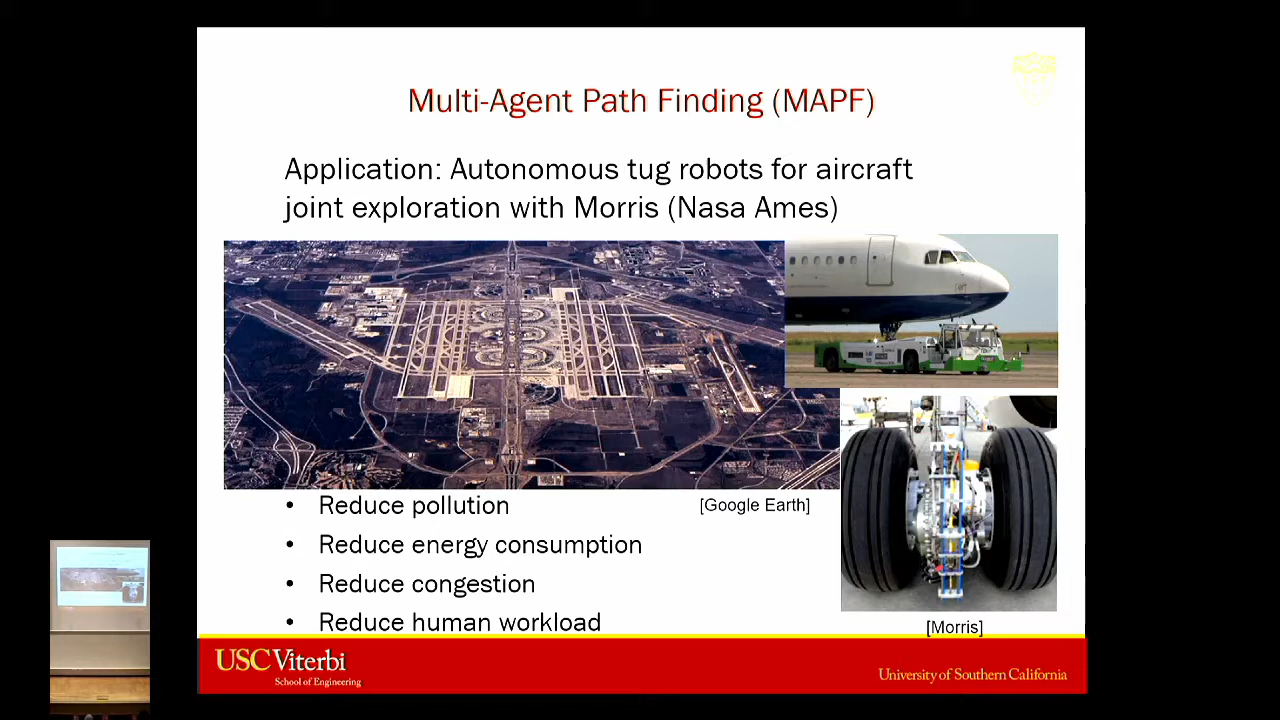 Multi-Agent Path Finding (MAPF)
Application: Autonomous tug robots for aircraft
joint exploration with Morris (Nasa Ames)
• Reduce pollution
[Google Earth]
• Reduce energy consumption
• Reduce congestion
• Reduce human workload
[Morris]
USC Viterbi
School of Engineering
University of Southern California